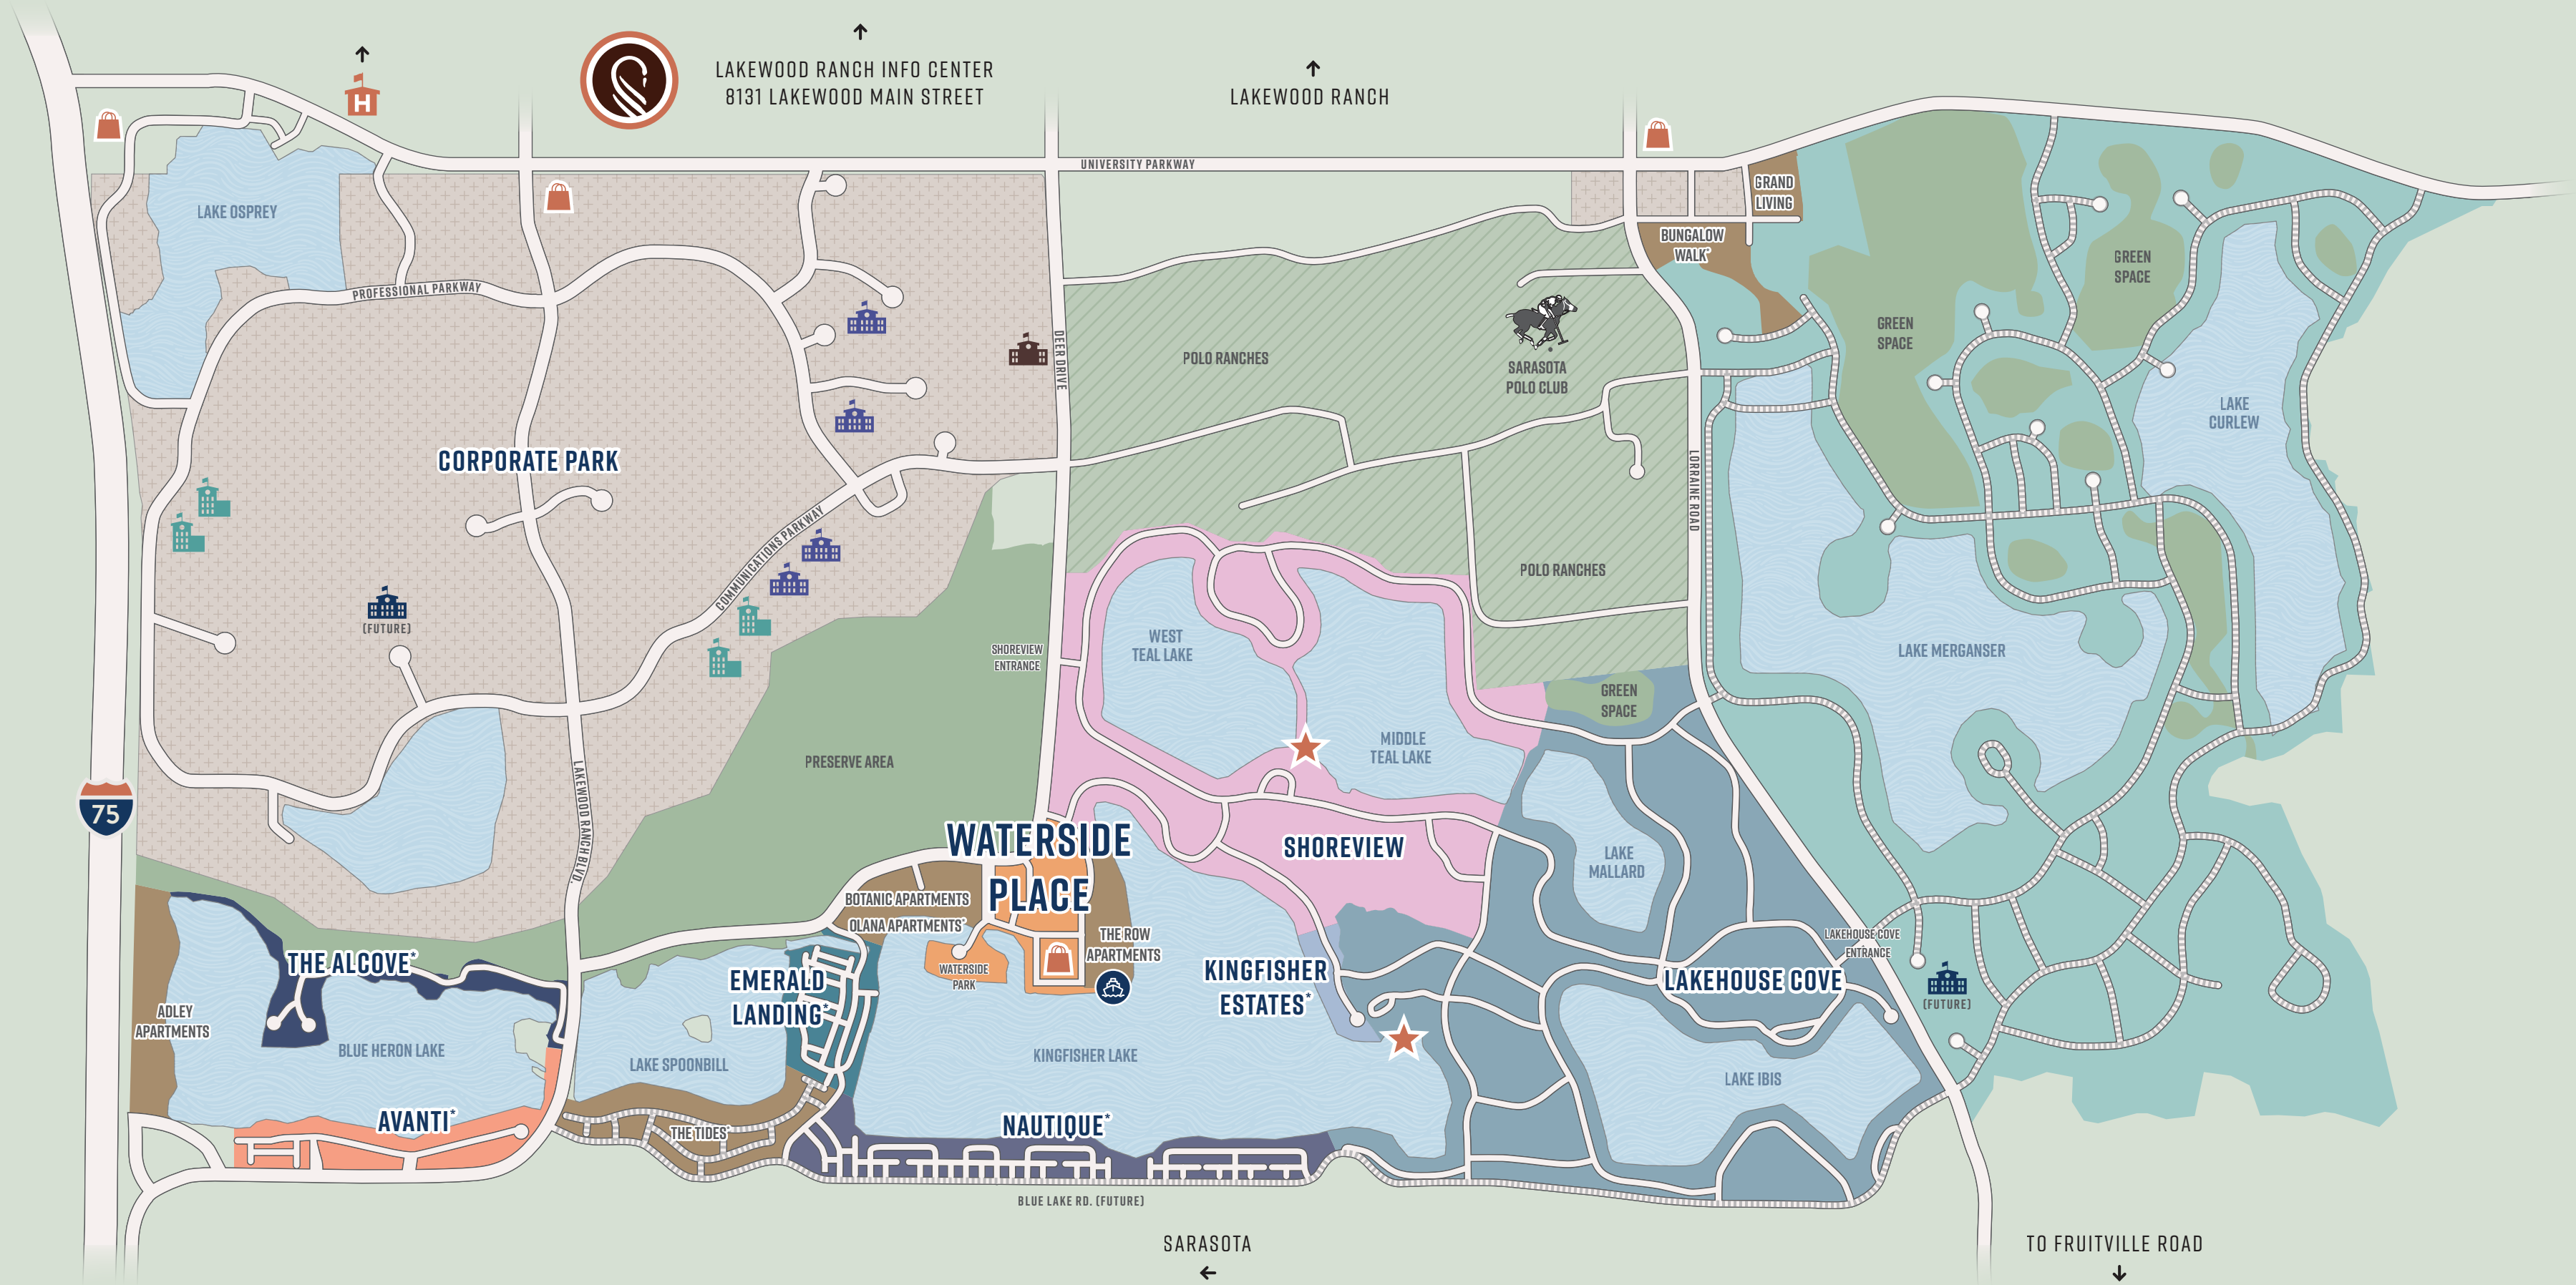 LAKEWOOD RANCH INFO CENTER
8131 LAKEWOOD MAIN STREET
LAKEWOOD RANCH
H
UNIVERSITY PARKWAY
GRAND
LIVING
LAKE OSPREY
BUNGALOW
WALK*
GREEN
SPACE
PROFESSIONAL PARKWAY
GREEN
SPACE
DEER DRIVE
POLO RANCHES
SARASOTA
POLO CLUB
LAKE
CURLEW
CORPORATE PARK
LORRAINE ROAD
COMMUNICATIONS PARKWAY
POLO RANCHES
(FUTURE)
WEST
TEAL LAKE
SHOREVIEW
ENTRANCE
LAKE MERGANSER
GREEN
SPACE
MIDDLE
TEAL LAKE
PRESERVE AREA
75
LAKEWOOD RANCH BLVD.
WATERSIDE
PLACE
SHOREVIEW
LAKE
MALLARD
BOTANIC APARTMENTS
OLANA APARTMENTS*
THE ROW
APARTMENTS
LAKEHOUSE COVE
ENTRANCE
THE ALCOVE*
WATERSIDE
PARK
EMERALD
LANDING*
KINGFISHER
ESTATES*
LAKEHOUSE COVE
(FUTURE)
ADLEY
APARTMENTS
BLUE HERON LAKE
LAKE SPOONBILL
KINGFISHER LAKE
LAKE IBIS
AVANTI*
THE TIDES*
NAUTIQUE*
BLUE LAKE RD. (FUTURE)
SARASOTA
TO FRUITVILLE ROAD